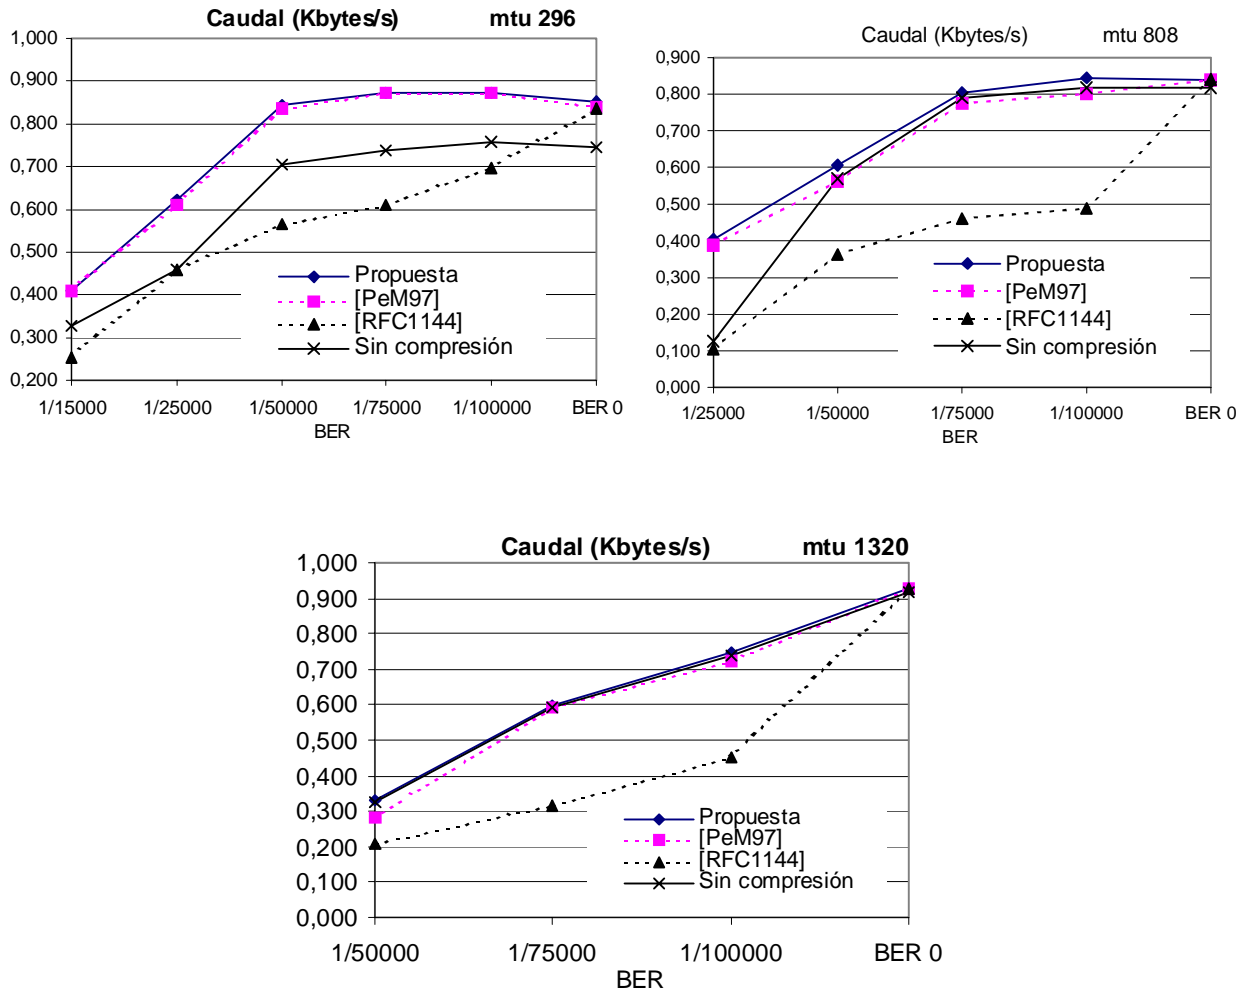 Caudal (Kbytes/s) mtu 296
1,000
0,900
0,800
0,700
0,600
0,500
0,400
0,300
0,200
Propuesta
[PeM97]
[RFC1144]
Sin compresión
1/15000 1/25000 1/50000 1/75000 1/100000 BER 0
BER
Caudal (Kbytes/s) mtu 808
0,900
0,800
0,700
0,600
0,500
0,400
0,300
0,200
0,100
0,000
Propuesta
[PeM97]
[RFC1144]
Sin compresión
1/25000 1/50000 1/75000 1/100000 BER 0
BER
Caudal (Kbytes/s) mtu 1320
1,000
0,900
0,800
0,700
0,600
0,500
0,400
0,300
0,200
0,100
0,000
Propuesta
[PeM97]
[RFC1144]
Sin compresión
1/50000 1/75000 1/100000 BER 0
BER